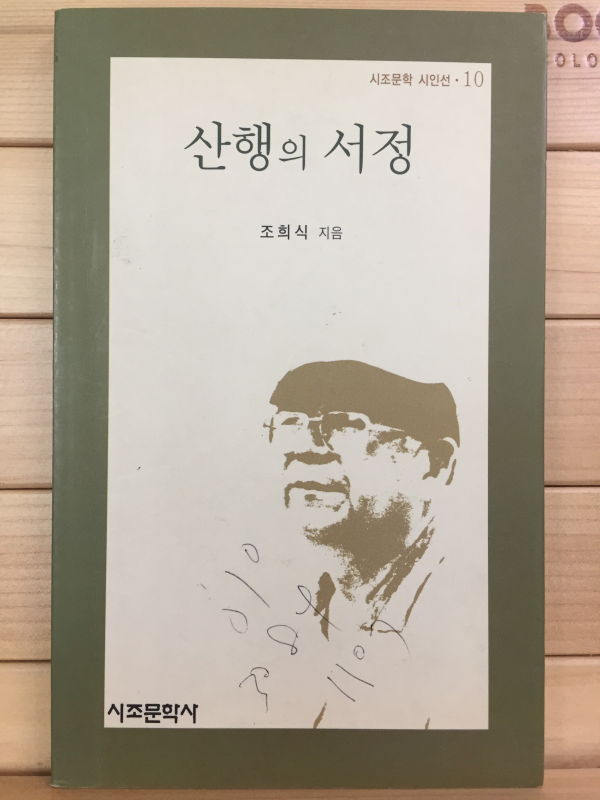 시조문학 시인선 · 10
산행의 서정
조희식 지음
시조문학사